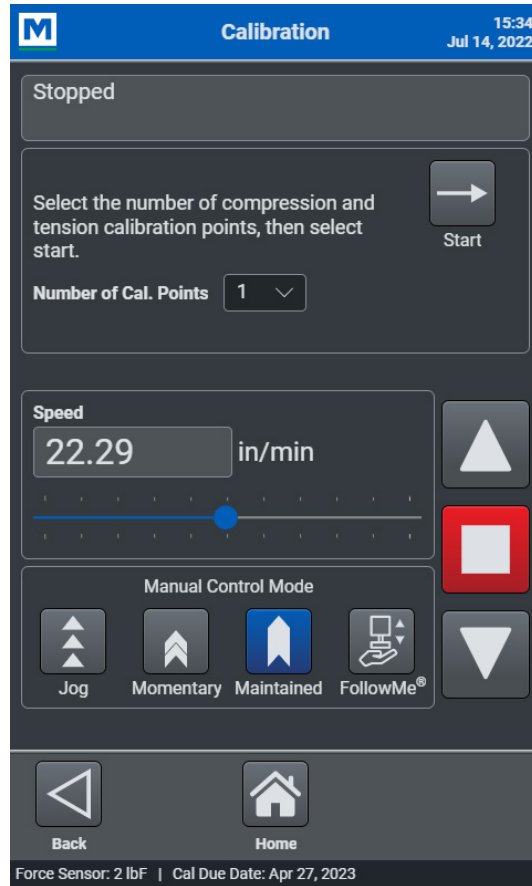 M
Calibration
15:34
Jul 14, 2022
Stopped
Select the number of compression and
tension calibration points, then select
start.
Start
Number of Cal. Points
1
Speed
22.29
in/min
Manual Control Mode
Jog
Momentary
Maintained
FollowMe®
Back
Home
Force Sensor: 2 lbF | Cal Due Date: Apr 27, 2023